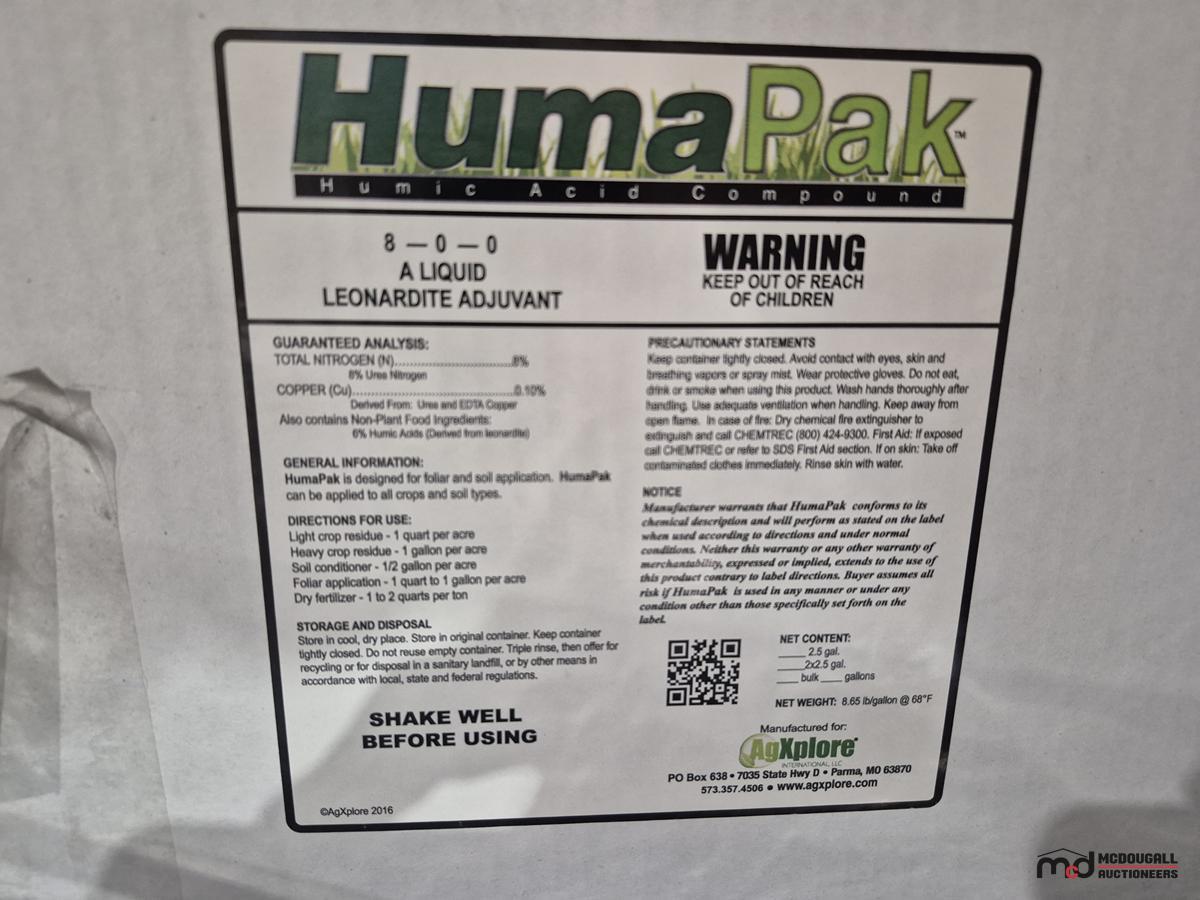 HumaPak™
Humic Acid Compound
8 – 0 – 0
A LIQUID
LEONARDITE ADJUVANT
WARNING
KEEP OUT OF REACH
OF CHILDREN
GUARANTEED ANALYSIS:
TOTAL NITROGEN (N)..............................8%
8% Urea Nitrogen
COPPER (Cu)..........................................0.10%
Derived From: Urea and EDTA Copper
Also contains Non-Plant Food Ingredients:
6% Humic Acids (Derived from leonardite)
GENERAL INFORMATION:
HumaPak is designed for foliar and soil application. HumaPak
can be applied to all crops and soil types.
DIRECTIONS FOR USE:
Light crop residue - 1 quart per acre
Heavy crop residue - 1 gallon per acre
Soil conditioner - 1/2 gallon per acre
Foliar application - 1 quart to 1 gallon per acre
Dry fertilizer - 1 to 2 quarts per ton
STORAGE AND DISPOSAL
Store in cool, dry place. Store in original container. Keep container
tightly closed. Do not reuse empty container. Triple rinse, then offer for
recycling or for disposal in a sanitary landfill, or by other means in
accordance with local, state and federal regulations.
SHAKE WELL
BEFORE USING
©AgXplore 2016
PRECAUTIONARY STATEMENTS
Keep container tightly closed. Avoid contact with eyes, skin and
breathing vapors or spray mist. Wear protective gloves. Do not eat,
drink or smoke when using this product. Wash hands thoroughly after
handling. Use adequate ventilation when handling. Keep away from
open flame. In case of fire: Dry chemical fire extinguisher to
extinguish and call CHEMTREC (800) 424-9300. First Aid: If exposed
call CHEMTREC or refer to SDS First Aid section. If on skin: Take off
contaminated clothes immediately. Rinse skin with water.
NOTICE
Manufacturer warrants that HumaPak conforms to its
chemical description and will perform as stated on the label
when used according to directions and under normal
conditions. Neither this warranty or any other warranty of
merchantability, expressed or implied, extends to the use of
this product contrary to label directions. Buyer assumes all
risk if HumaPak is used in any manner or under any
condition other than those specifically set forth on the
label.
NET CONTENT:
_____ 2.5 gal.
_____2x2.5 gal.
____ bulk ____ gallons
NET WEIGHT: 8.65 lb/gallon @ 68°F
Manufactured for:
AgXplore®
INTERNATIONAL, LLC
PO Box 638 • 7035 State Hwy D • Parma, MO 63870
573.357.4506 • www.agxplore.com
mcd MCDOUGALL
AUCTIONEERS